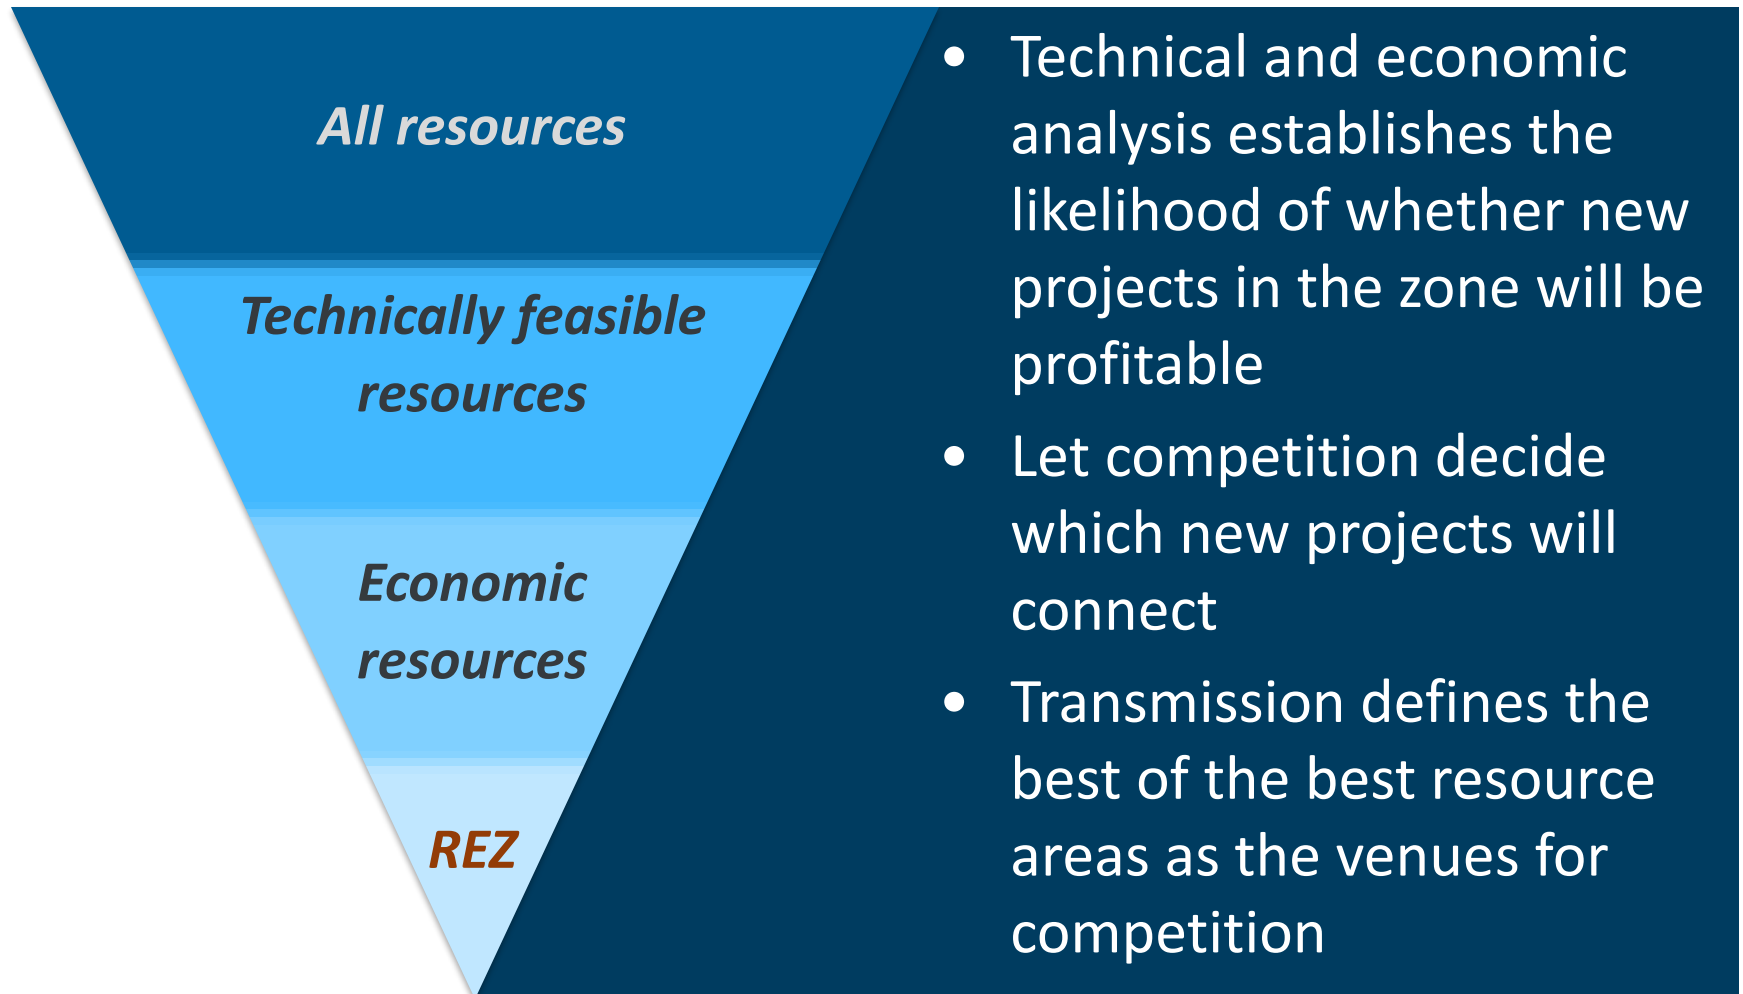 All resources
Technically feasible
resources
Economic
resources
REZ
• Technical and economic
analysis establishes the
likelihood of whether new
projects in the zone will be
profitable
• Let competition decide
which new projects will
connect
• Transmission defines the
best of the best resource
areas as the venues for
competition